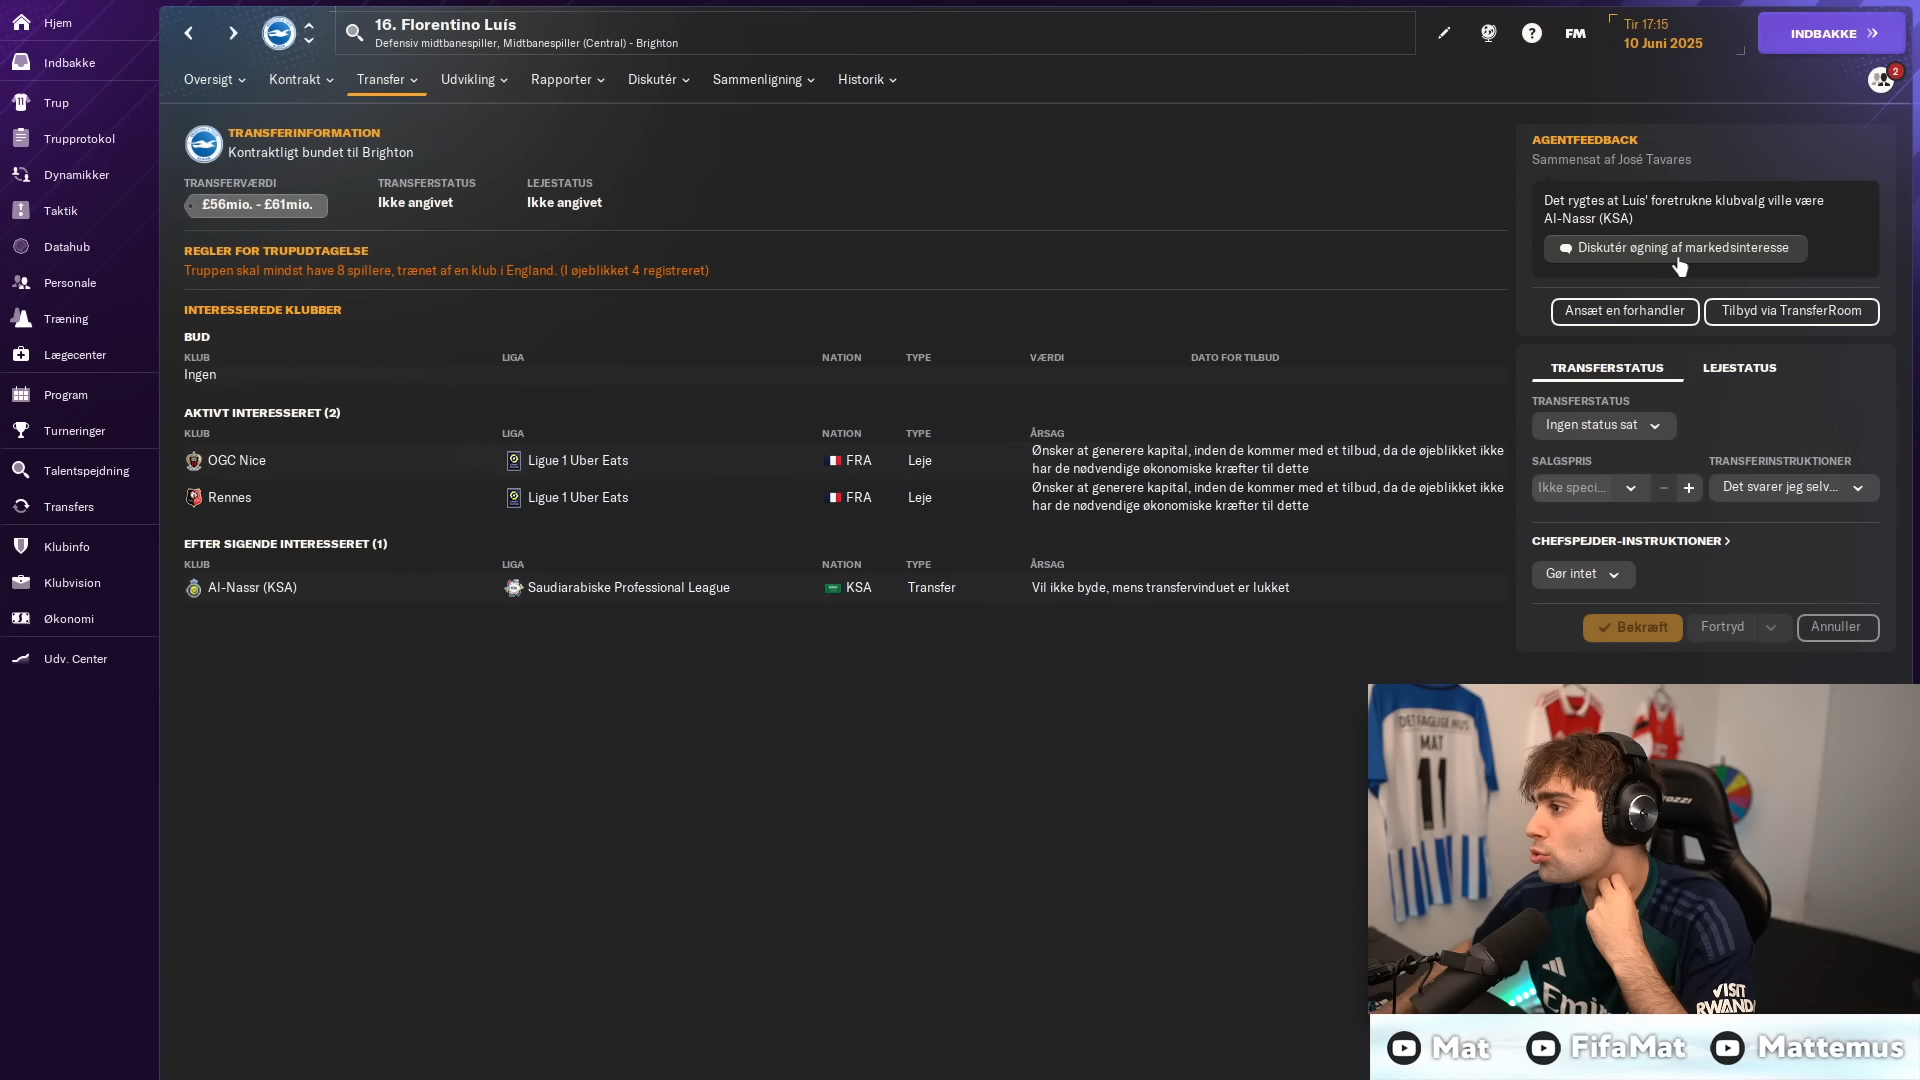 Hjem
Indbakke
Trup
Trupprotokol
Dynamikker
Taktik
Datahub
Personale
Træning
Lægecenter
Program
Turneringer
Talentspejdning
Transfers
Klubinfo
Klubvision
Økonomi
Udv. Center
16. Florentino Luís
Defensiv midtbanespiller, Midtbanespiller (Central) - Brighton
FM
Tir 17:15
10 Juni 2025
INDBAKKE
2
Oversigt Kontrakt Transfer Udvikling Rapporter Diskutér Sammenligning Historik
TRANSFERINFORMATION
Kontraktligt bundet til Brighton
TRANSFERVÆRDI TRANSFERSTATUS LEJESTATUS
£56mio. - £61mio. Ikke angivet Ikke angivet
REGLER FOR TRUPUDTAGELSE
Truppen skal mindst have 8 spillere, trænet af en klub i England. (I øjeblikket 4 registreret)
INTERESSEREDE KLUBBER
BUD
KLUB LIGA NATION TYPE VÆRDI DATO FOR TILBUD
Ingen
AKTIVT INTERESSERET (2)
KLUB LIGA NATION TYPE ÅRSAG
OGC Nice Ligue 1 Uber Eats FRA Leje Ønsker at generere kapital, inden de kommer med et tilbud, da de øjeblikket ikke
har de nødvendige økonomiske kræfter til dette
Rennes Ligue 1 Uber Eats FRA Leje Ønsker at generere kapital, inden de kommer med et tilbud, da de øjeblikket ikke
har de nødvendige økonomiske kræfter til dette
EFTER SIGENDE INTERESSERET (1)
KLUB LIGA NATION TYPE ÅRSAG
Al-Nassr (KSA) Saudiarabiske Professional League KSA Transfer Vil ikke byde, mens transfervinduet er lukket
AGENTFEEDBACK
Sammensat af José Tavares
Det rygtes at Luís' foretrukne klubvalg ville være
Al-Nassr (KSA)
Diskutér øgning af markedsinteresse
Ansæt en forhandler Tilbyd via TransferRoom
TRANSFERSTATUS LEJESTATUS
TRANSFERSTATUS
Ingen status sat
SALGSPRIS TRANSFERINSTRUKTIONER
Ikke speci... − + Det svarer jeg selv...
CHEFSPEJDER-INSTRUKTIONER >
Gør intet
Bekræft Fortryd Annuller
DET FAGLIGE HUS
MAT
11
VISIT
RWANDA
Mat FifaMat Mattemus